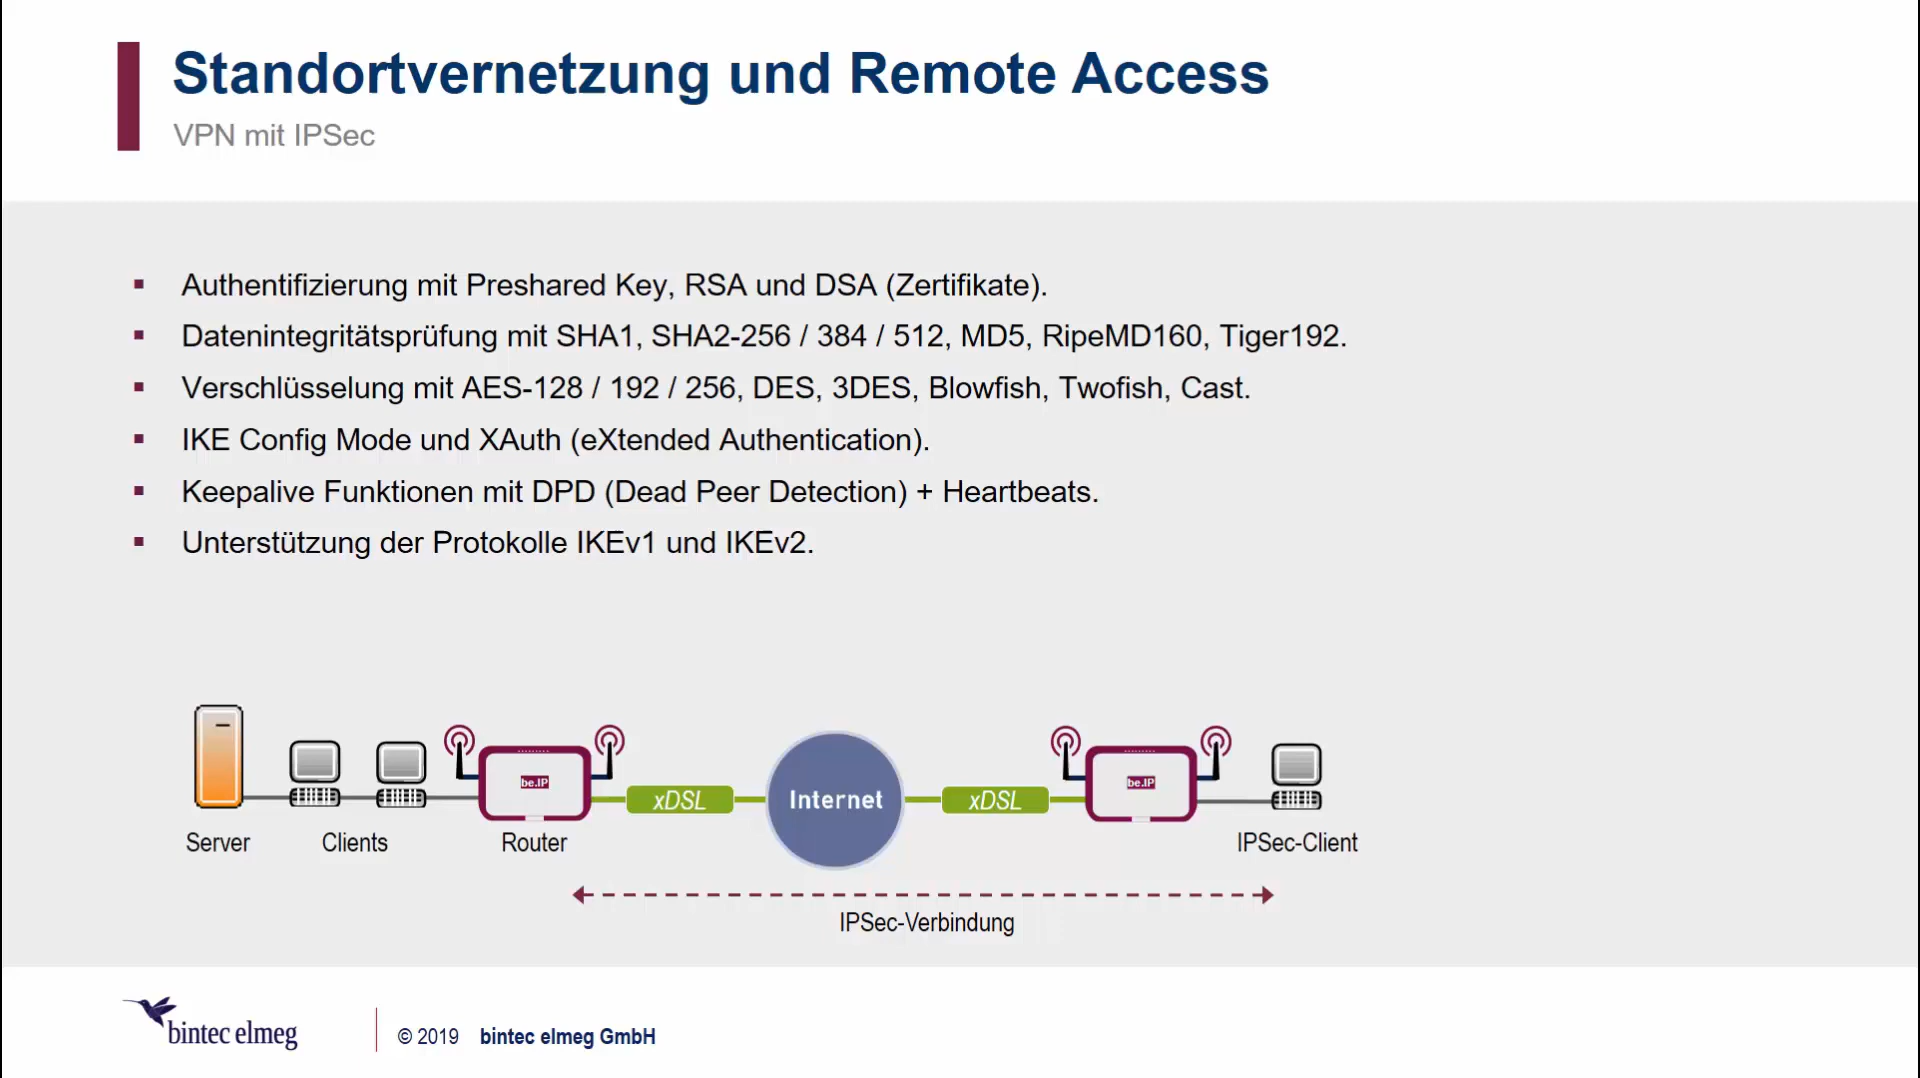 Standortvernetzung und Remote Access
VPN mit IPSec
▪ Authentifizierung mit Preshared Key, RSA und DSA (Zertifikate).
▪ Datenintegritätsprüfung mit SHA1, SHA2-256 / 384 / 512, MD5, RipeMD160, Tiger192.
▪ Verschlüsselung mit AES-128 / 192 / 256, DES, 3DES, Blowfish, Twofish, Cast.
▪ IKE Config Mode und XAuth (eXtended Authentication).
▪ Keepalive Funktionen mit DPD (Dead Peer Detection) + Heartbeats.
▪ Unterstützung der Protokolle IKEv1 und IKEv2.
be.IP xDSL Internet xDSL be.IP
Server Clients Router IPSec-Client
IPSec-Verbindung
bintec elmeg © 2019 bintec elmeg GmbH